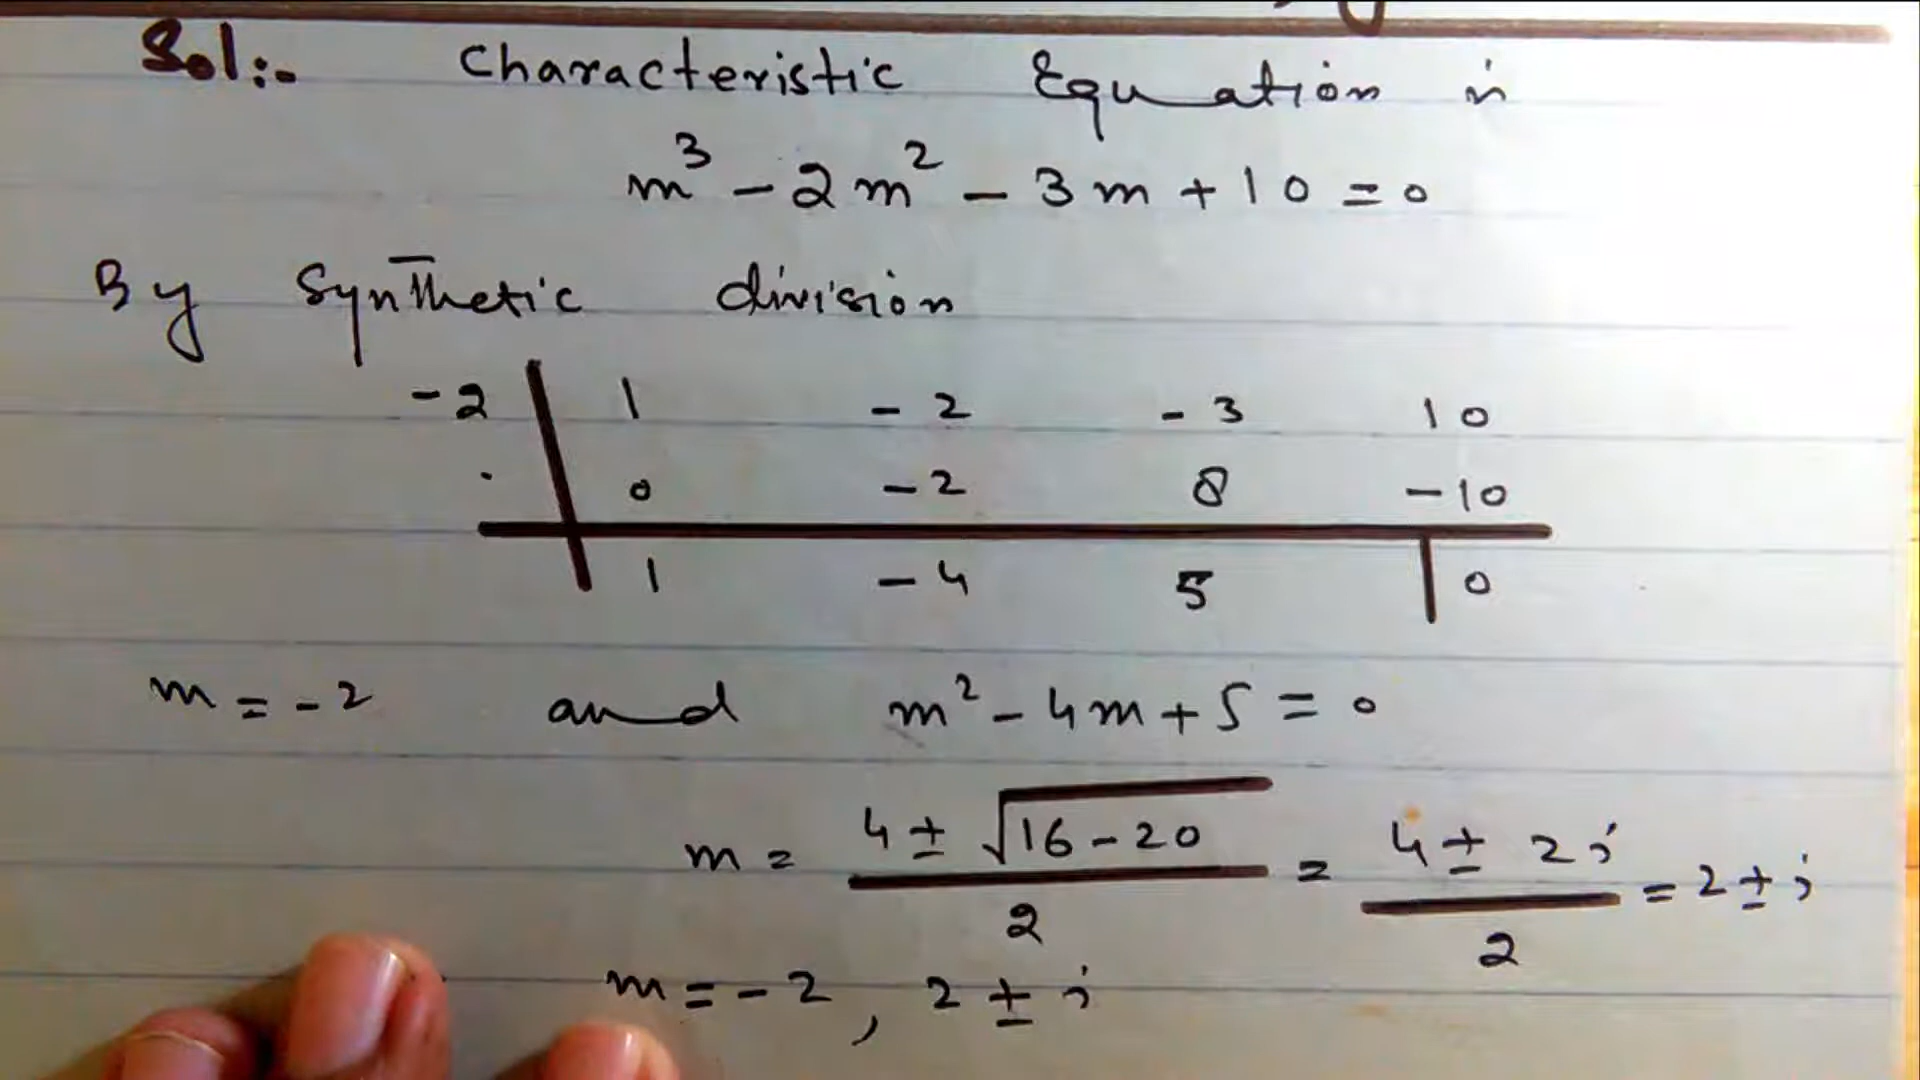 Sol:-  Characteristic Equation is
m³ - 2m² - 3m + 10 = 0
By Synthetic division
-2 | 1  -2  -3  10
0  -2  8  -10
1  -4  5 | 0
m = -2  and  m² - 4m + 5 = 0
m = (4 ± √(16-20))/2 = (4 ± 2i)/2 = 2 ± i
m = -2, 2 ± i